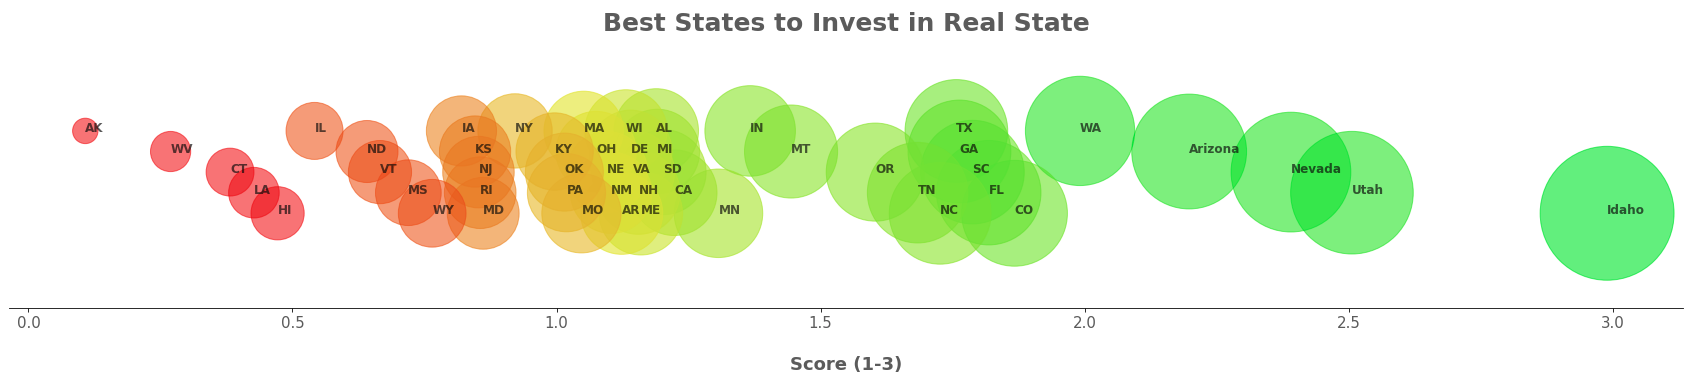 Best States to Invest in Real State
AK IL IA NY MA WI AL IN TX WA
WV ND KS KY OH DE MI MT GA Arizona
CT VT NJ OK NE VA SD OR SC Nevada
LA MS RI PA NM NH CA TN FL Utah
HI WY MD MO AR ME MN NC CO Idaho
0.0 0.5 1.0 1.5 2.0 2.5 3.0
Score (1-3)